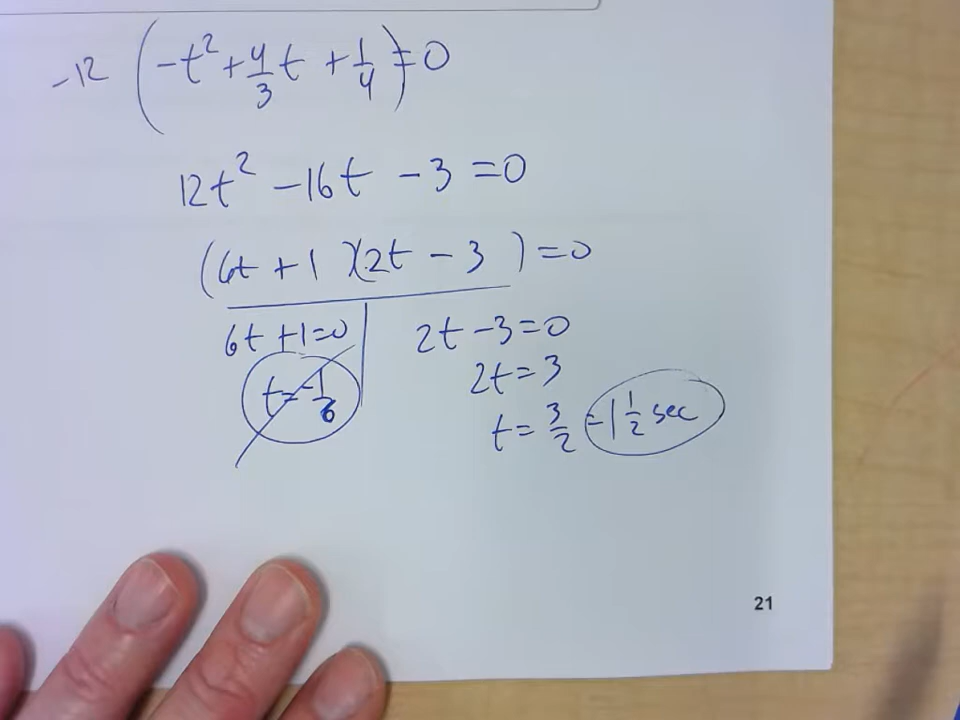 -12 (-t² + 4/3 t + 1/4) = 0
12t² - 16t - 3 = 0
(6t + 1)(2t - 3) = 0
6t + 1 = 0
t = -1/6
2t - 3 = 0
2t = 3
t = 3/2 = 1 1/2 sec
21